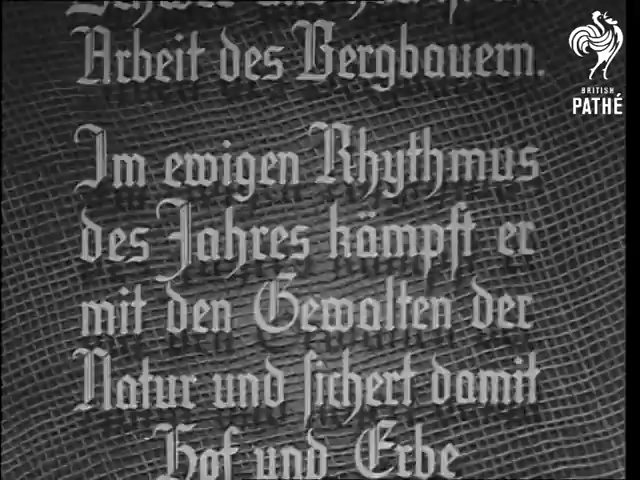 Arbeit des Bergbauern.
Im ewigen Rhythmus
des Jahres kämpft er
mit den Gewalten der
Natur und sichert damit
Hof und Erbe
BRITISH
PATHÉ